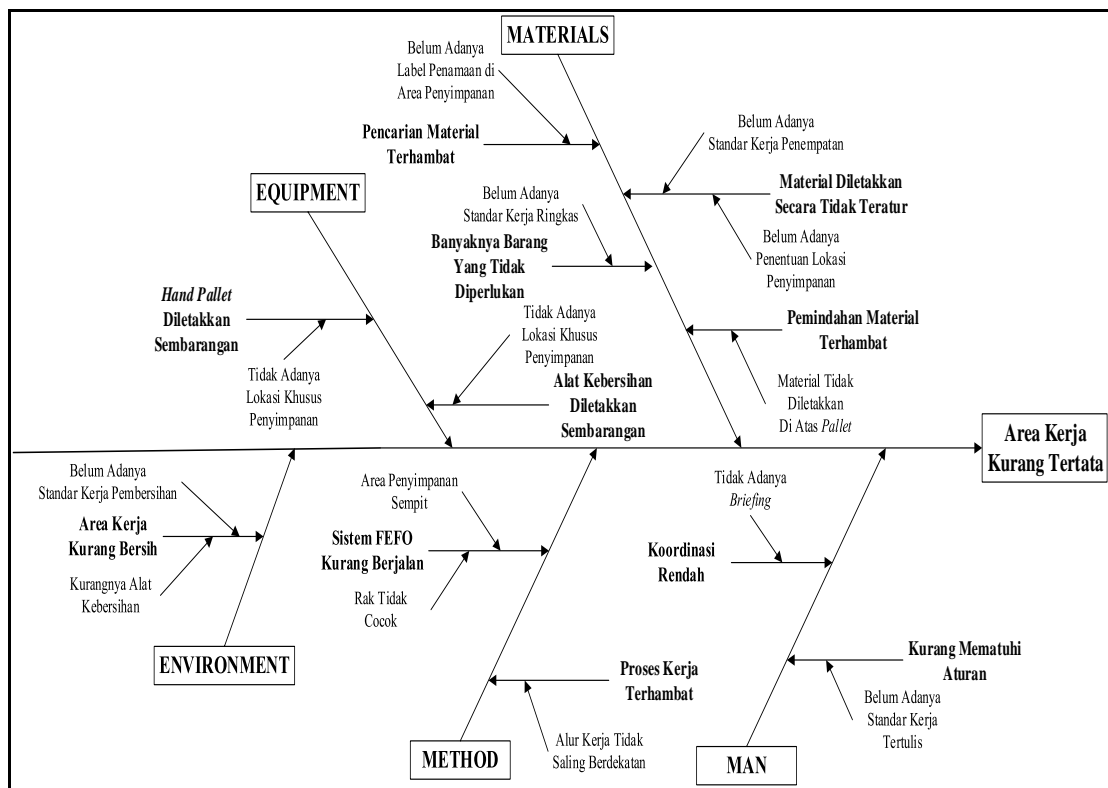 MATERIALS
Belum Adanya
Label Penamaan di
Area Penyimpanan
Pencarian Material
Terhambat
Belum Adanya
Standar Kerja Penempatan
Material Diletakkan
Secara Tidak Teratur
Belum Adanya
Penentuan Lokasi
Penyimpanan
Belum Adanya
Standar Kerja Ringkas
Banyaknya Barang
Yang Tidak
Diperlukan
Pemindahan Material
Terhambat
Material Tidak
Diletakkan
Di Atas Pallet
EQUIPMENT
Hand Pallet
Diletakkan
Sembarangan
Tidak Adanya
Lokasi Khusus
Penyimpanan
Tidak Adanya
Lokasi Khusus
Penyimpanan
Alat Kebersihan
Diletakkan
Sembarangan
Area Kerja
Kurang Tertata
Belum Adanya
Standar Kerja Pembersihan
Area Kerja
Kurang Bersih
Kurangnya Alat
Kebersihan
ENVIRONMENT
Area Penyimpanan
Sempit
Sistem FEFO
Kurang Berjalan
Rak Tidak
Cocok
Proses Kerja
Terhambat
Alur Kerja Tidak
Saling Berdekatan
METHOD
Tidak Adanya
Briefing
Koordinasi
Rendah
Kurang Mematuhi
Aturan
Belum Adanya
Standar Kerja
Tertulis
MAN